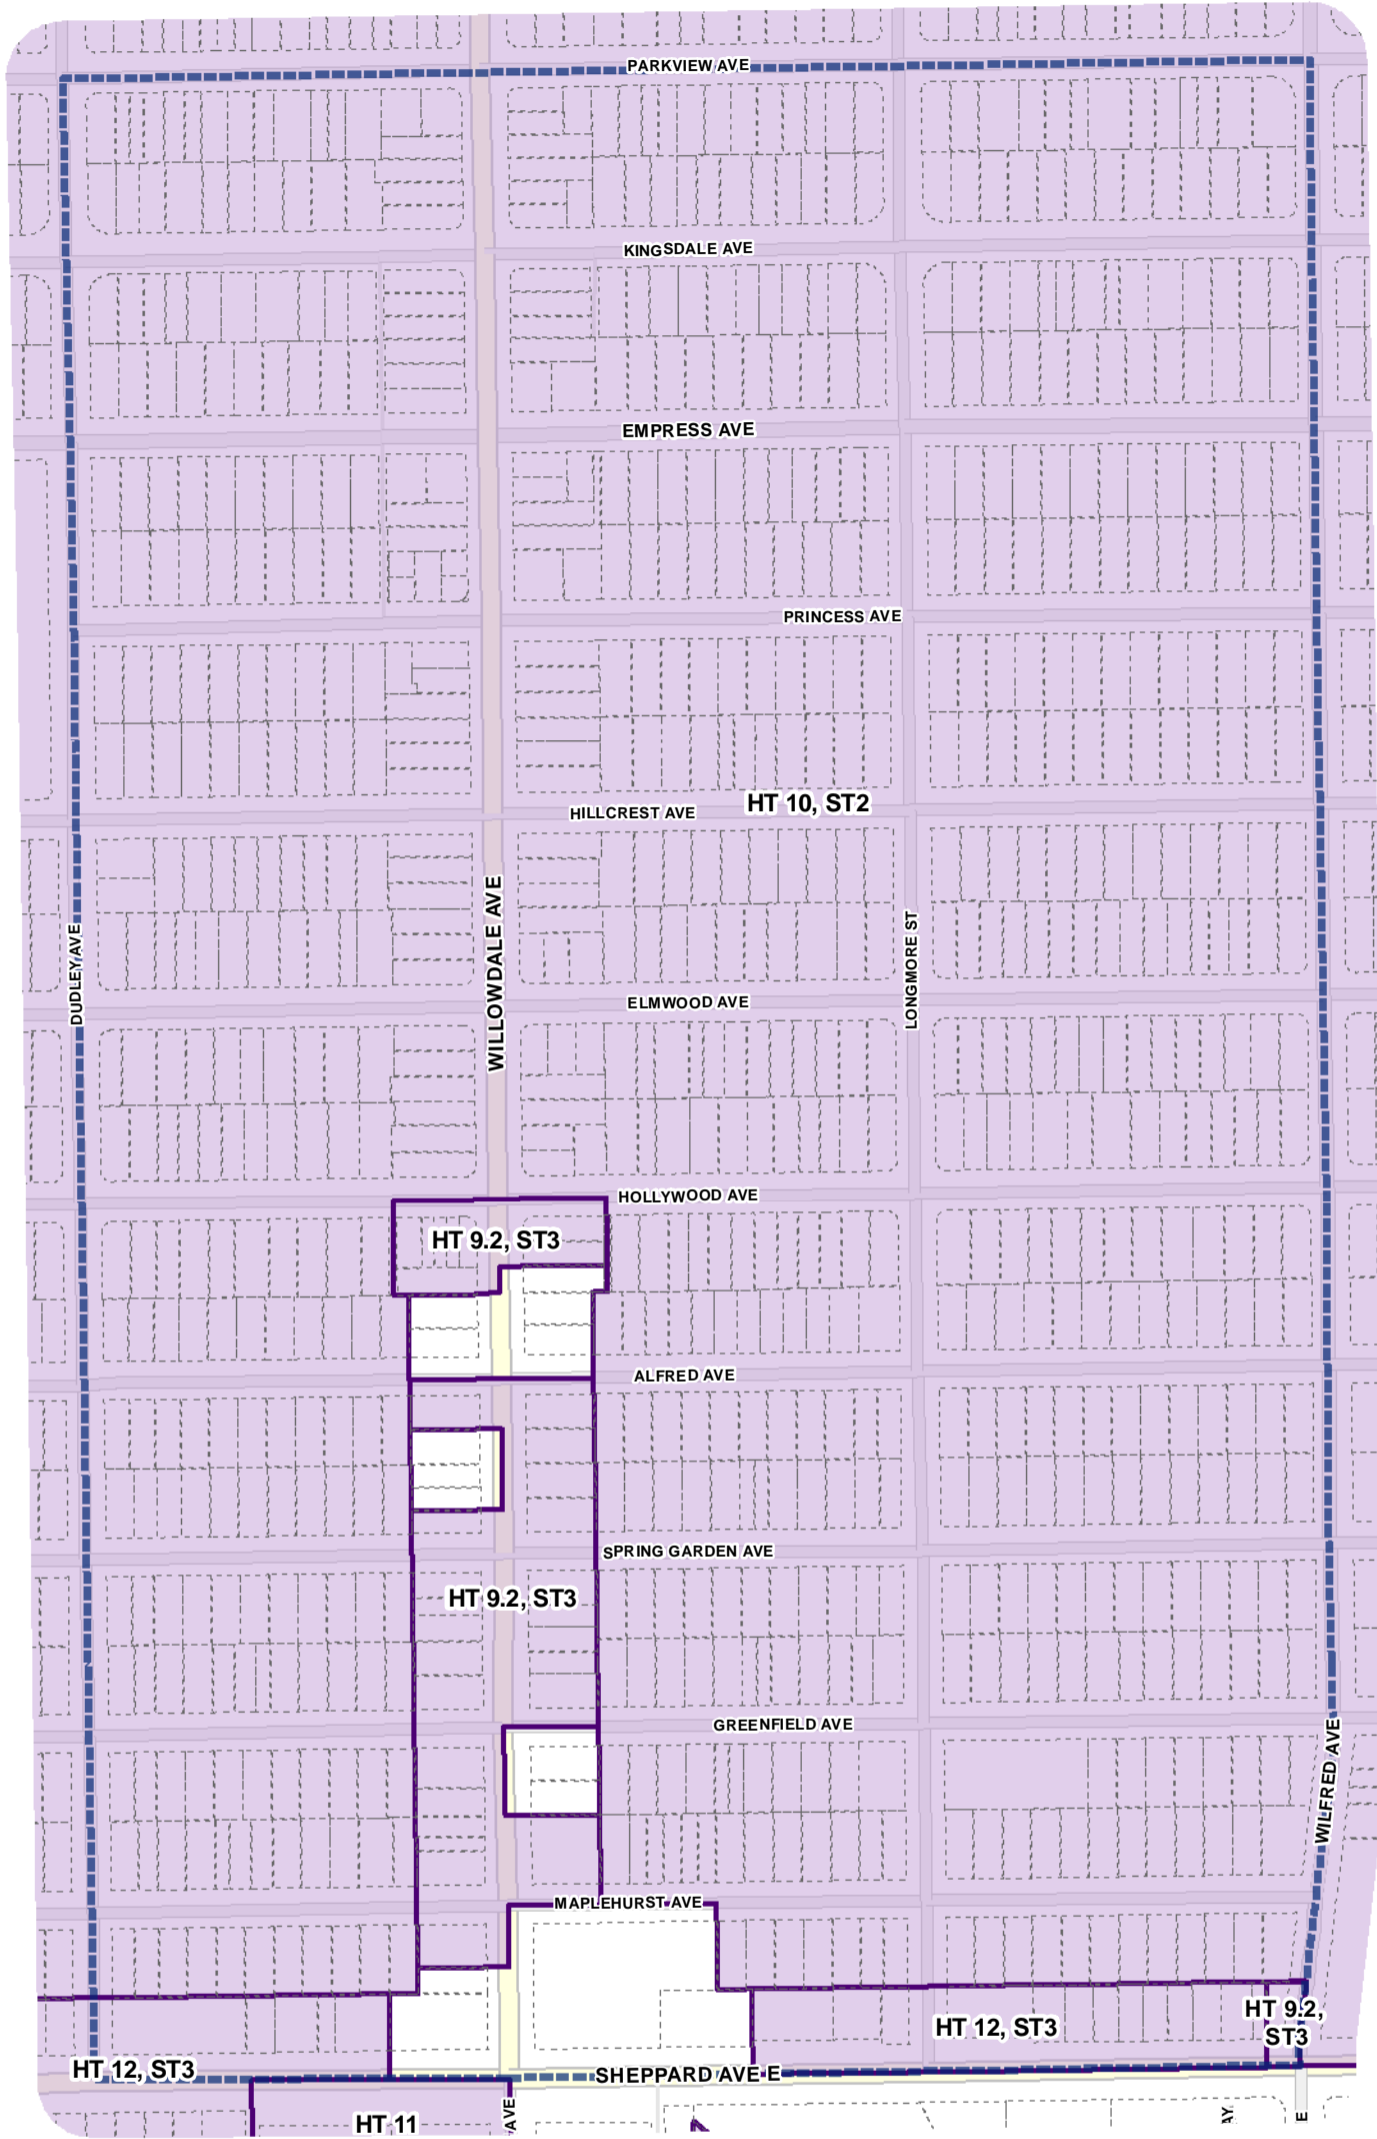 PARKVIEW AVE
KINGSDALE AVE
EMPRESS AVE
PRINCESS AVE
HT 10, ST2
HILLCREST AVE
WILLOWDALE AVE
DUDLEY AVE
LONGMORE ST
ELMWOOD AVE
HOLLYWOOD AVE
HT 9.2, ST3
ALFRED AVE
SPRING GARDEN AVE
HT 9.2, ST3
GREENFIELD AVE
WILFRED AVE
MAPLEHURST AVE
HT 9.2,
ST3
HT 12, ST3
HT 12, ST3
SHEPPARD AVE E
AVE
AY
E
HT 11